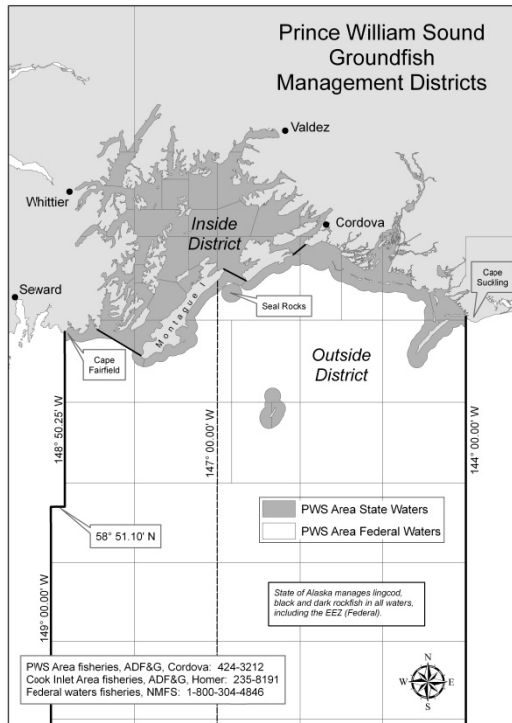 Prince William Sound
Groundfish
Management Districts
Valdez
Whittier
Inside
District
Cordova
Seward
Montague I
Seal Rocks
Cape
Suckling
Cape
Fairfield
Outside
District
148° 50.25' W
147° 00.00' W
144° 00.00' W
PWS Area State Waters
PWS Area Federal Waters
58° 51.10' N
149° 00.00' W
State of Alaska manages lingcod,
black and dark rockfish in all waters,
including the EEZ (Federal).
PWS Area fisheries, ADF&G, Cordova: 424-3212
Cook Inlet Area fisheries, ADF&G, Homer: 235-8191
Federal waters fisheries, NMFS: 1-800-304-4846
N
W E
S